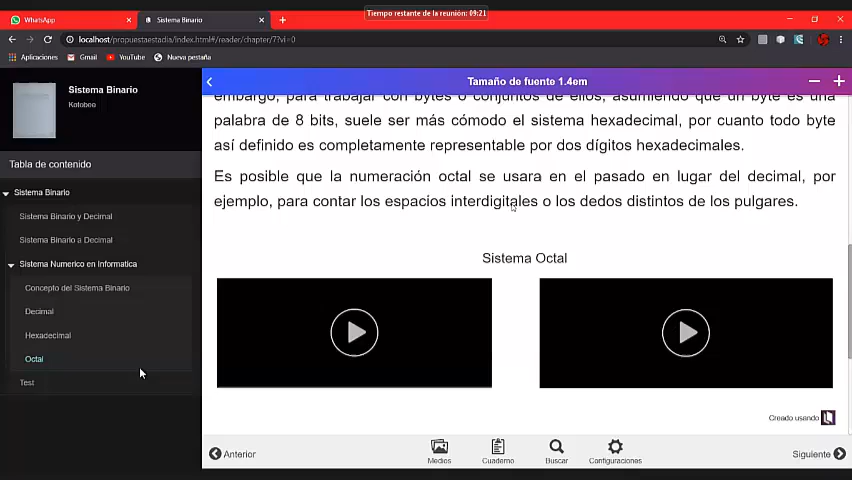 Tiempo restante de la reunión: 09:21
WhatsApp
Sistema Binario
localhost/propuestaestadia/index.html#/reader/chapter/7?vi=0
Aplicaciones
Gmail
YouTube
Nueva pestaña
Sistema Binario
Kotoboo
Tamaño de fuente 1.4em
Tabla de contenido
Sistema Binario
Sistema Binario y Decimal
Sistema Binario a Decimal
Sistema Numerico en Informatica
Concepto del Sistema Binario
Decimal
Hexadecimal
Octal
Test
embargo, para trabajar con bytes o conjuntos de ellos, asumiendo que un byte es una
palabra de 8 bits, suele ser más cómodo el sistema hexadecimal, por cuanto todo byte
así definido es completamente representable por dos dígitos hexadecimales.
Es posible que la numeración octal se usara en el pasado en lugar del decimal, por
ejemplo, para contar los espacios interdigitales o los dedos distintos de los pulgares.
Sistema Octal
Creado usando
Anterior
Medios
Cuaderno
Buscar
Configuraciones
Siguiente